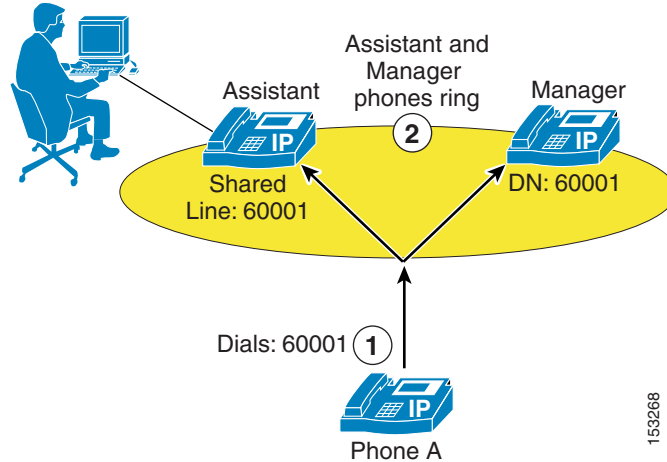 Assistant and
Manager
phones ring
2
Assistant
IP
Shared
Line: 60001
Manager
IP
DN: 60001
Dials: 60001 1
IP
Phone A
153268